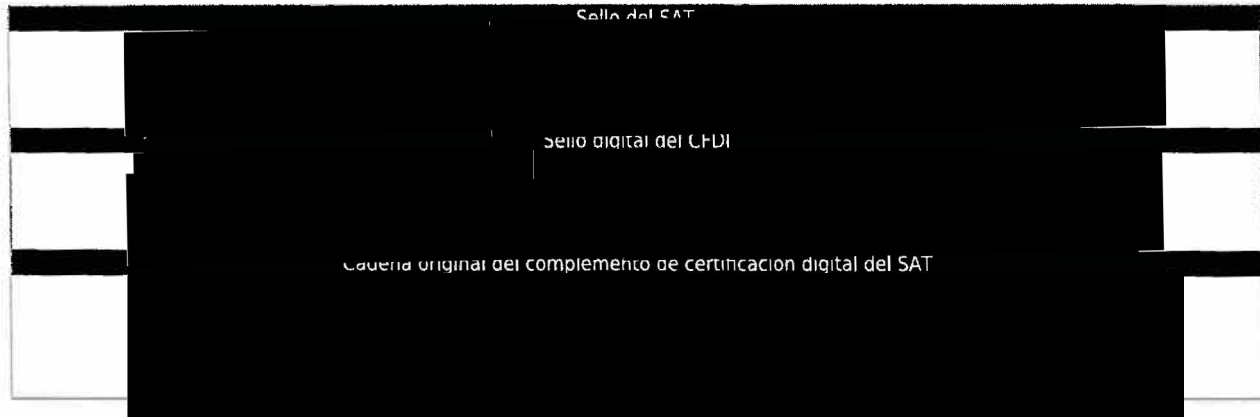 Sello del SAT
Sello digital del CFDI
Cadena original del complemento de certificación digital del SAT